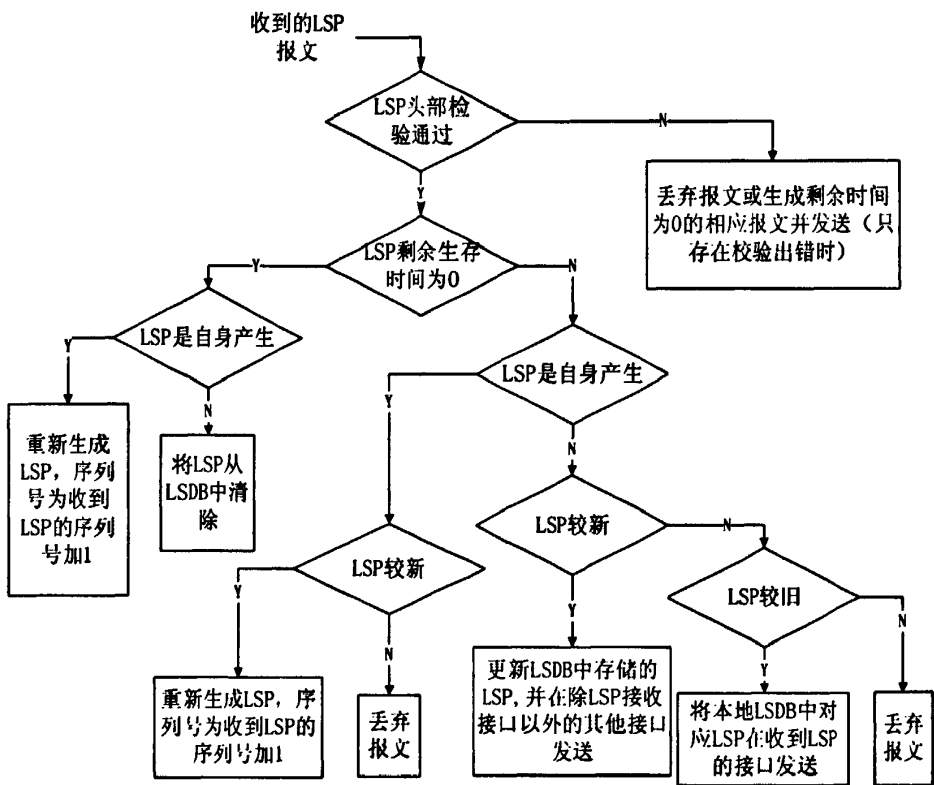 收到的LSP
报文
LSP头部检
验通过
N
Y
丢弃报文或生成剩余时间
为0的相应报文并发送（只
存在校验出错时）
LSP剩余生存
时间为0
Y
N
LSP是自身产生
Y
N
LSP是自身产生
Y
N
重新生成
LSP，序列
号为收到
LSP的序列
号加1
将LSP从
LSDB中清
除
LSP较新
Y
N
LSP较新
N
Y
LSP较旧
N
Y
重新生成LSP，序
列号为收到LSP的
序列号加1
丢弃
报文
更新LSDB中存储的
LSP,并在除LSP接收
接口以外的其他接口
发送
将本地LSDB中对
应LSP在收到LSP
的接口发送
丢弃
报文